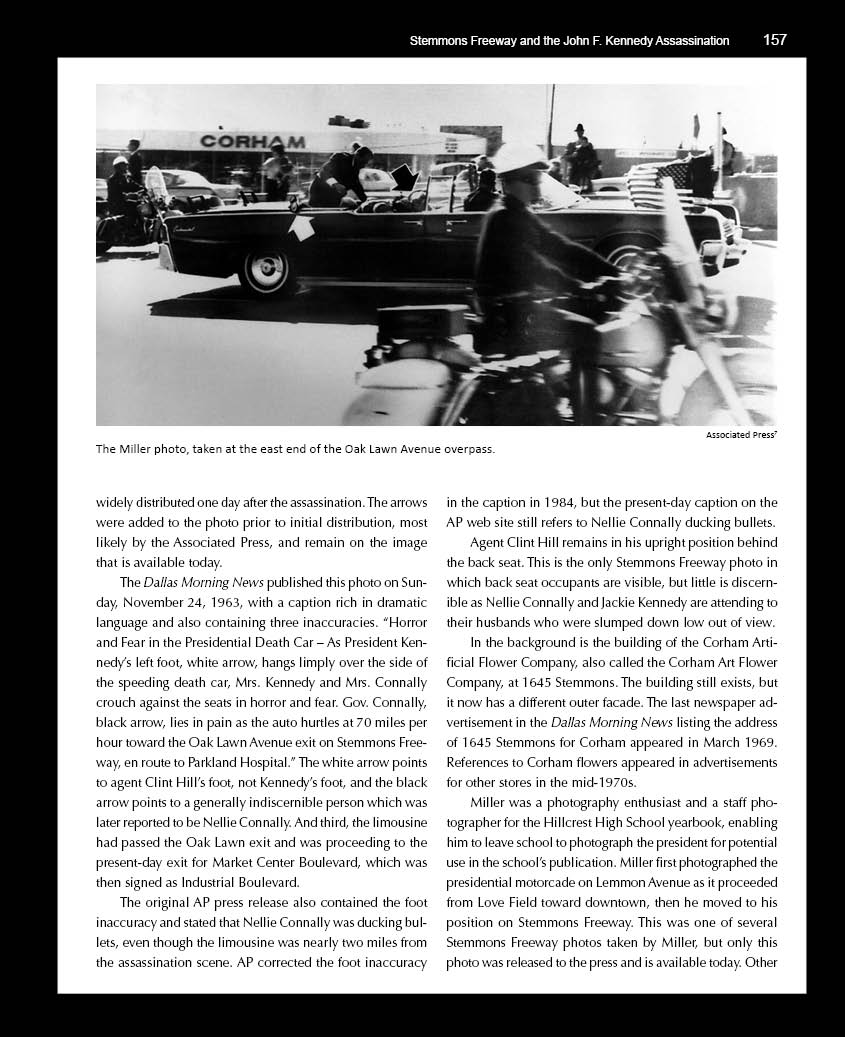 Stemmons Freeway and the John F. Kennedy Assassination 157
CORHAM
Associated Press7
The Miller photo, taken at the east end of the Oak Lawn Avenue overpass.
widely distributed one day after the assassination. The arrows
were added to the photo prior to initial distribution, most
likely by the Associated Press, and remain on the image
that is available today.
The Dallas Morning News published this photo on Sun-
day, November 24, 1963, with a caption rich in dramatic
language and also containing three inaccuracies. “Horror
and Fear in the Presidential Death Car – As President Ken-
nedy’s left foot, white arrow, hangs limply over the side of
the speeding death car, Mrs. Kennedy and Mrs. Connally
crouch against the seats in horror and fear. Gov. Connally,
black arrow, lies in pain as the auto hurtles at 70 miles per
hour toward the Oak Lawn Avenue exit on Stemmons Free-
way, en route to Parkland Hospital.” The white arrow points
to agent Clint Hill’s foot, not Kennedy’s foot, and the black
arrow points to a generally indiscernible person which was
later reported to be Nellie Connally. And third, the limousine
had passed the Oak Lawn exit and was proceeding to the
present-day exit for Market Center Boulevard, which was
then signed as Industrial Boulevard.
The original AP press release also contained the foot
inaccuracy and stated that Nellie Connally was ducking bul-
lets, even though the limousine was nearly two miles from
the assassination scene. AP corrected the foot inaccuracy
in the caption in 1984, but the present-day caption on the
AP web site still refers to Nellie Connally ducking bullets.
Agent Clint Hill remains in his upright position behind
the back seat. This is the only Stemmons Freeway photo in
which back seat occupants are visible, but little is discern-
ible as Nellie Connally and Jackie Kennedy are attending to
their husbands who were slumped down low out of view.
In the background is the building of the Corham Arti-
ficial Flower Company, also called the Corham Art Flower
Company, at 1645 Stemmons. The building still exists, but
it now has a different outer facade. The last newspaper ad-
vertisement in the Dallas Morning News listing the address
of 1645 Stemmons for Corham appeared in March 1969.
References to Corham flowers appeared in advertisements
for other stores in the mid-1970s.
Miller was a photography enthusiast and a staff pho-
tographer for the Hillcrest High School yearbook, enabling
him to leave school to photograph the president for potential
use in the school’s publication. Miller first photographed the
presidential motorcade on Lemmon Avenue as it proceeded
from Love Field toward downtown, then he moved to his
position on Stemmons Freeway. This was one of several
Stemmons Freeway photos taken by Miller, but only this
photo was released to the press and is available today. Other